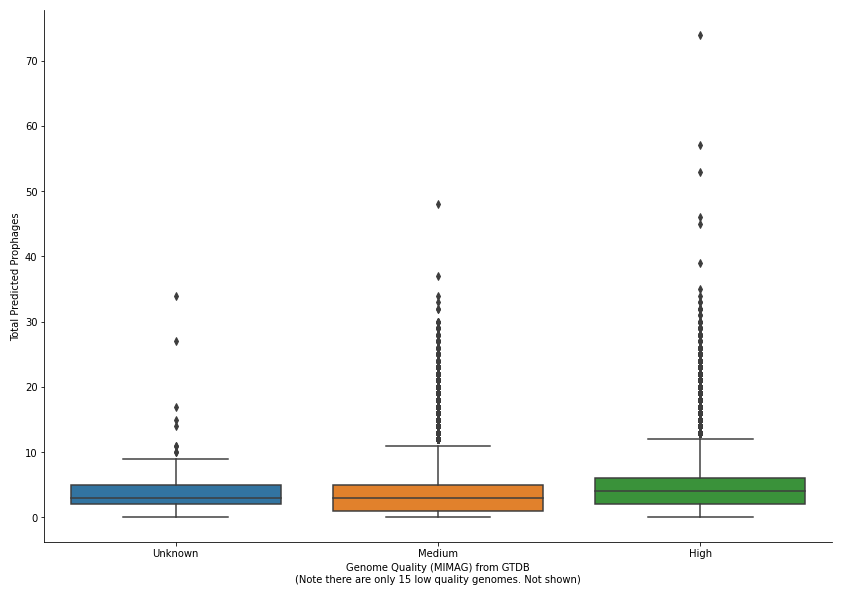 70
60
50
40
30
20
10
0
Total Predicted Prophages
Unknown
Medium
High
Genome Quality (MIMAG) from GTDB
(Note there are only 15 low quality genomes. Not shown)